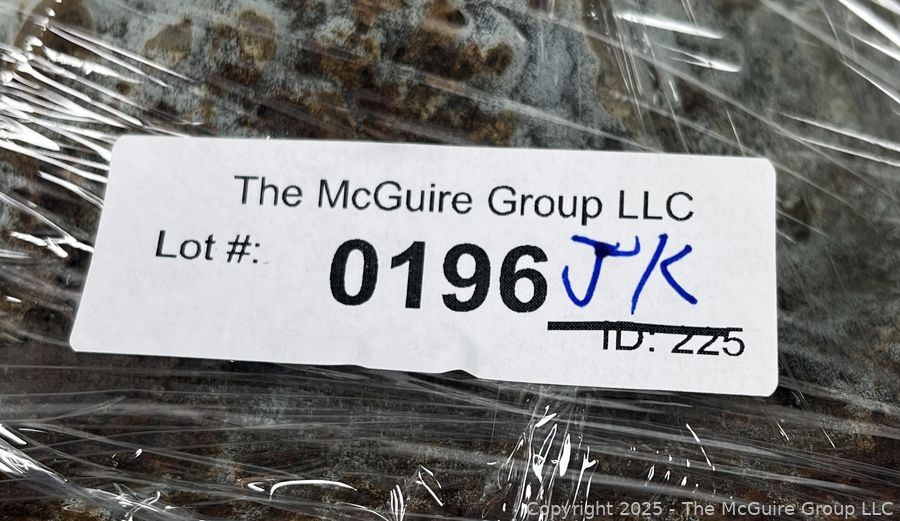 The McGuire Group LLC
Lot #: 0196 JK
ID: 225
Copyright 2025 - The McGuire Group LLC